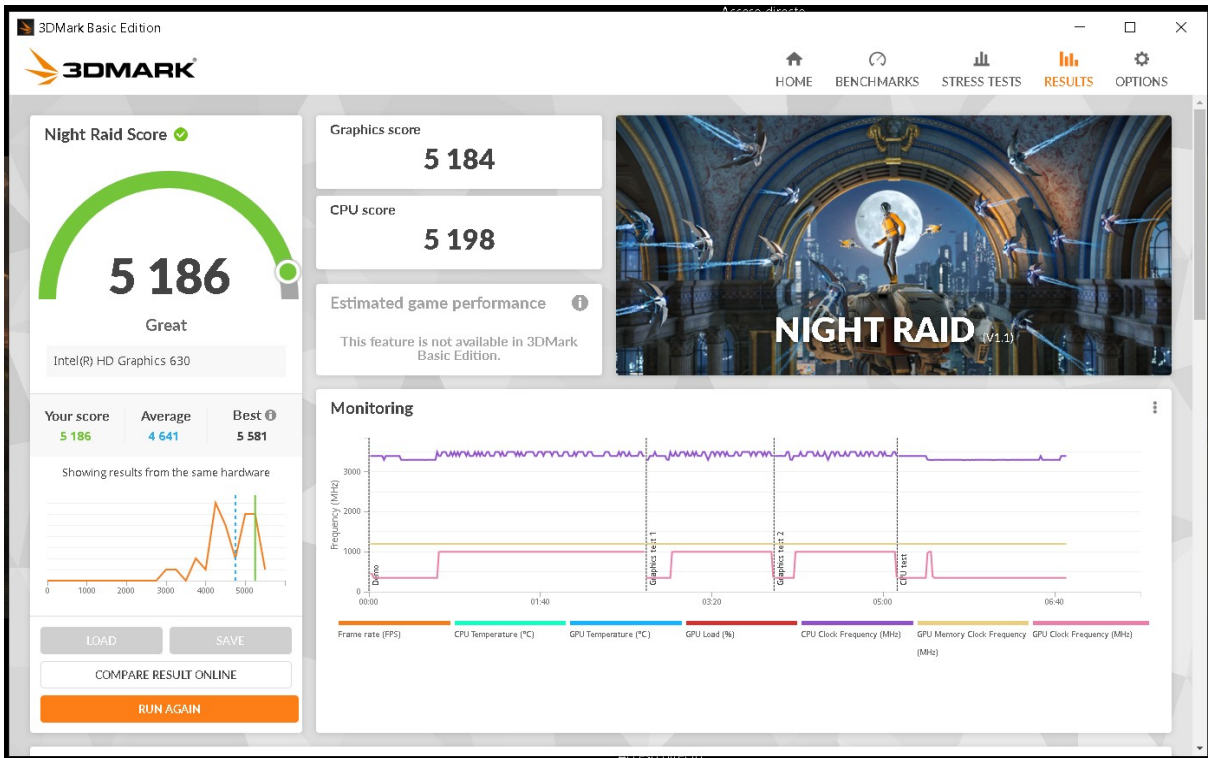 Acceso directo
3DMark Basic Edition
3DMARK
HOME
BENCHMARKS
STRESS TESTS
RESULTS
OPTIONS
Night Raid Score
5 186
Great
Intel(R) HD Graphics 630
Your score
Average
Best
5 186
4 641
5 581
Showing results from the same hardware
0 1000 2000 3000 4000 5000
LOAD
SAVE
COMPARE RESULT ONLINE
RUN AGAIN
Graphics score
5 184
CPU score
5 198
Estimated game performance
This feature is not available in 3DMark
Basic Edition.
NIGHT RAID (V1.1)
Monitoring
Frequency (MHz)
3000
2000
1000
0
Demo
Graphics test 1
Graphics test 2
CPU test
00:00 01:40 03:20 05:00 06:40
Frame rate (FPS)
CPU Temperature (°C)
GPU Temperature (°C)
GPU Load (%)
CPU Clock Frequency (MHz)
GPU Memory Clock Frequency
(MHz)
GPU Clock Frequency (MHz)